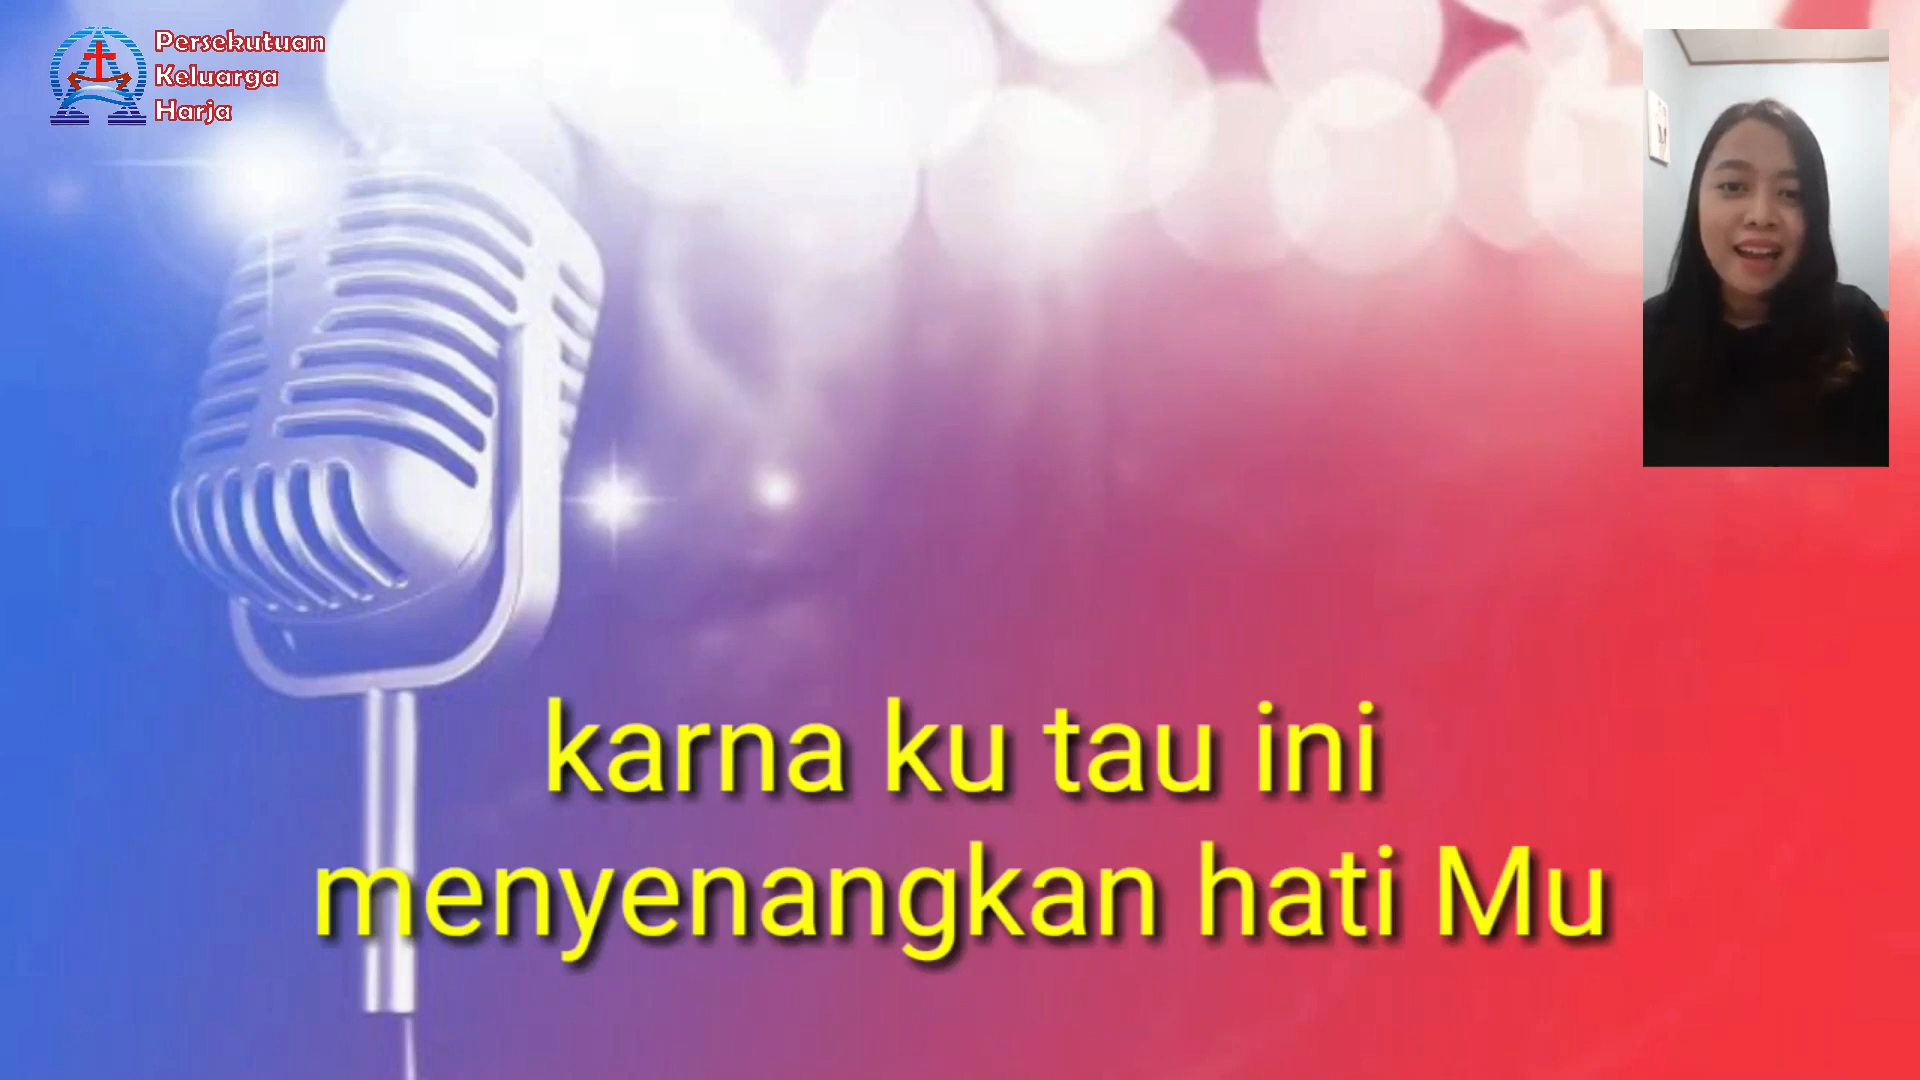 Persekutuan
Keluarga
Harja
karna ku tau ini
menyenangkan hati Mu